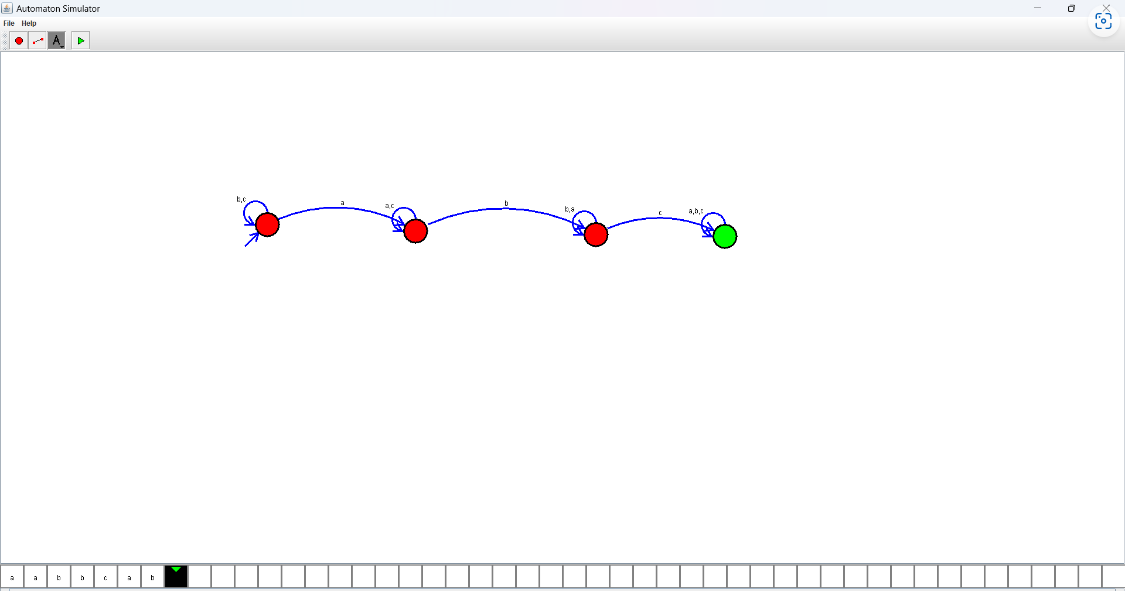 Automaton Simulator
File Help
A
b,c
a
a,c
b
b,a
c
a,b,c
a a b b c a b